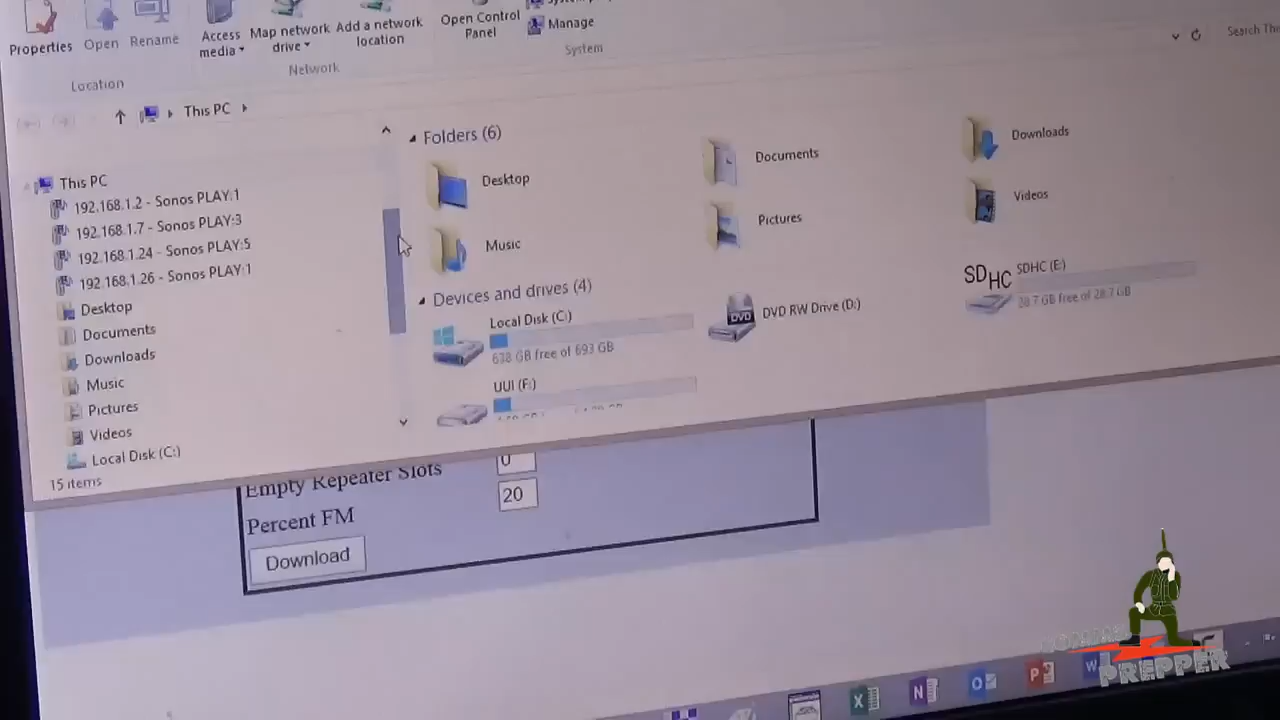 Properties
Open
Rename
Access media
Map network drive
Add a network location
Open Control Panel
Manage
Location
Network
System
This PC
Search
This PC
192.168.1.2 - Sonos PLAY:1
192.168.1.7 - Sonos PLAY:3
192.168.1.24 - Sonos PLAY:5
192.168.1.26 - Sonos PLAY:1
Desktop
Documents
Downloads
Music
Pictures
Videos
Local Disk (C:)
15 items
Folders (6)
Desktop
Documents
Downloads
Music
Pictures
Videos
Devices and drives (4)
Local Disk (C:)
638 GB free of 693 GB
DVD
DVD RW Drive (D:)
SDHC
SDHC (E:)
28.7 GB free of 28.7 GB
UUI (F:)
Empty Repeater Slots
0
Percent FM
20
Download
PREPPER